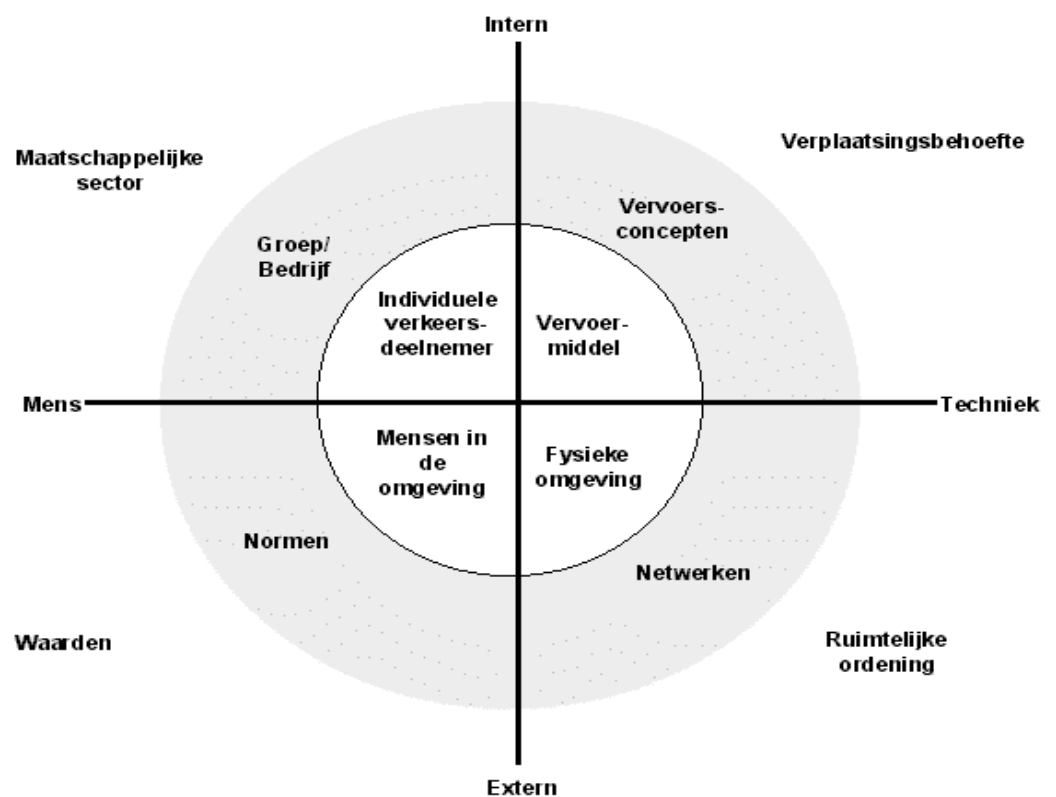 Intern
Verplaatsingsbehoefte
Maatschappelijke
sector
Vervoers-
concepten
Groep/
Bedrijf
Individuele
verkeers-
deelnemer
Vervoer-
middel
Mens
Techniek
Mensen in
de
omgeving
Fysieke
omgeving
Normen
Netwerken
Waarden
Ruimtelijke
ordening
Extern